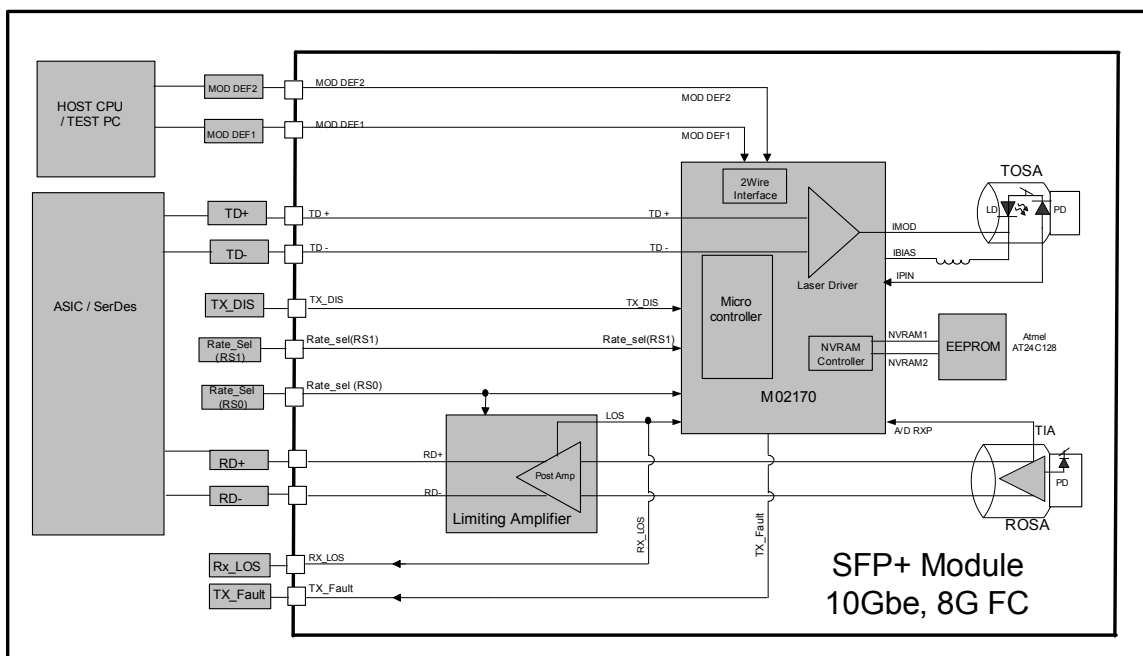 HOST CPU
/ TEST PC
MOD DEF2
MOD DEF1
MOD DEF2
MOD DEF1
MOD DEF2
MOD DEF1
ASIC / SerDes
TD+
TD-
TX_DIS
Rate_Sel
(RS1)
Rate_Sel
(RS0)
RD+
RD-
Rx_LOS
TX_Fault
TD +
TD -
TX_DIS
Rate_sel(RS1)
Rate_sel (RS0)
TD +
TD -
TX_DIS
Rate_sel(RS1)
2Wire
Interface
Laser Driver
Micro
controller
NVRAM
Controller
M02170
IMOD
IBIAS
IPIN
TOSA
LD
PD
NVRAM1
NVRAM2
EEPROM
Atmel
AT24C128
A/D RXP
TIA
PD
ROSA
LOS
RD+
RD-
Post Amp
Limiting Amplifier
RX_LOS
TX_Fault
RX_LOS
TX_Fault
SFP+ Module
10Gbe, 8G FC